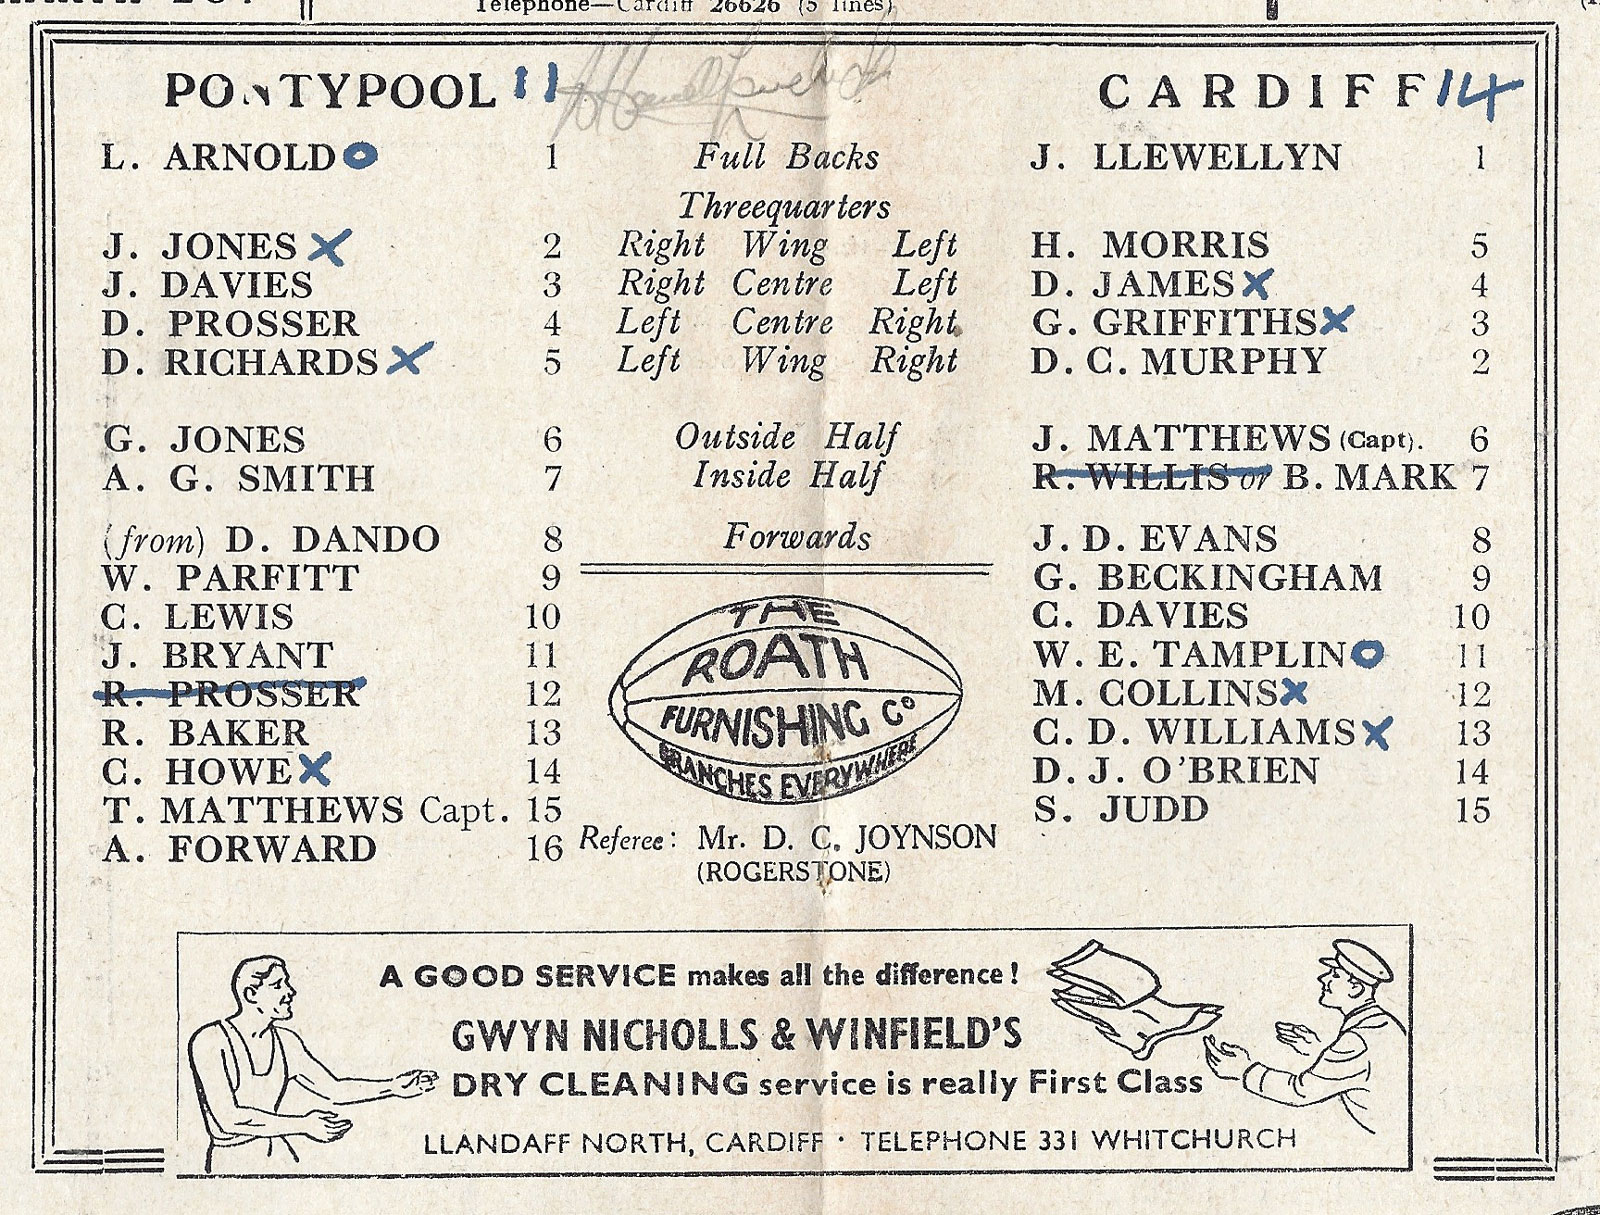 Telephone—Cardiff 26626 (5 lines)
PONTYPOOL 11 CARDIFF 14
L. ARNOLD O 1 Full Backs J. LLEWELLYN 1
Threequarters
J. JONES X 2 Right Wing Left H. MORRIS 5
J. DAVIES 3 Right Centre Left D. JAMES X 4
D. PROSSER 4 Left Centre Right G. GRIFFITHS X 3
D. RICHARDS X 5 Left Wing Right D. C. MURPHY 2
G. JONES 6 Outside Half J. MATTHEWS (Capt). 6
A. G. SMITH 7 Inside Half R. WILLIS or B. MARK 7
(from) D. DANDO 8 Forwards J. D. EVANS 8
W. PARFITT 9 G. BECKINGHAM 9
C. LEWIS 10 C. DAVIES 10
J. BRYANT 11 W. E. TAMPLIN O 11
R. PROSSER 12 M. COLLINS X 12
R. BAKER 13 C. D. WILLIAMS X 13
C. HOWE X 14 D. J. O'BRIEN 14
T. MATTHEWS Capt. 15 S. JUDD 15
A. FORWARD 16
THE
ROATH
FURNISHING Co
BRANCHES EVERYWHERE
Referee: Mr. D. C. JOYNSON
(ROGERSTONE)
A GOOD SERVICE makes all the difference!
GWYN NICHOLLS & WINFIELD'S
DRY CLEANING service is really First Class
LLANDAFF NORTH, CARDIFF · TELEPHONE 331 WHITCHURCH